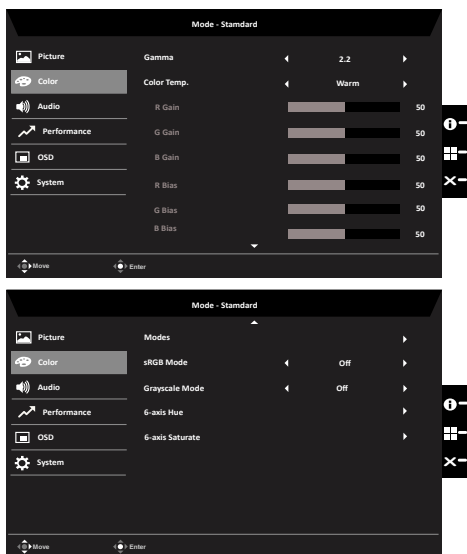 Mode - Standard
Picture Gamma 2.2
Color Color Temp. Warm
Audio R Gain 50
Performance G Gain 50
OSD B Gain 50
System R Bias 50
G Bias 50
B Bias 50
Move Enter
Mode - Standard
Picture Modes
Color sRGB Mode Off
Audio Grayscale Mode Off
Performance 6-axis Hue
OSD 6-axis Saturate
System
Move Enter